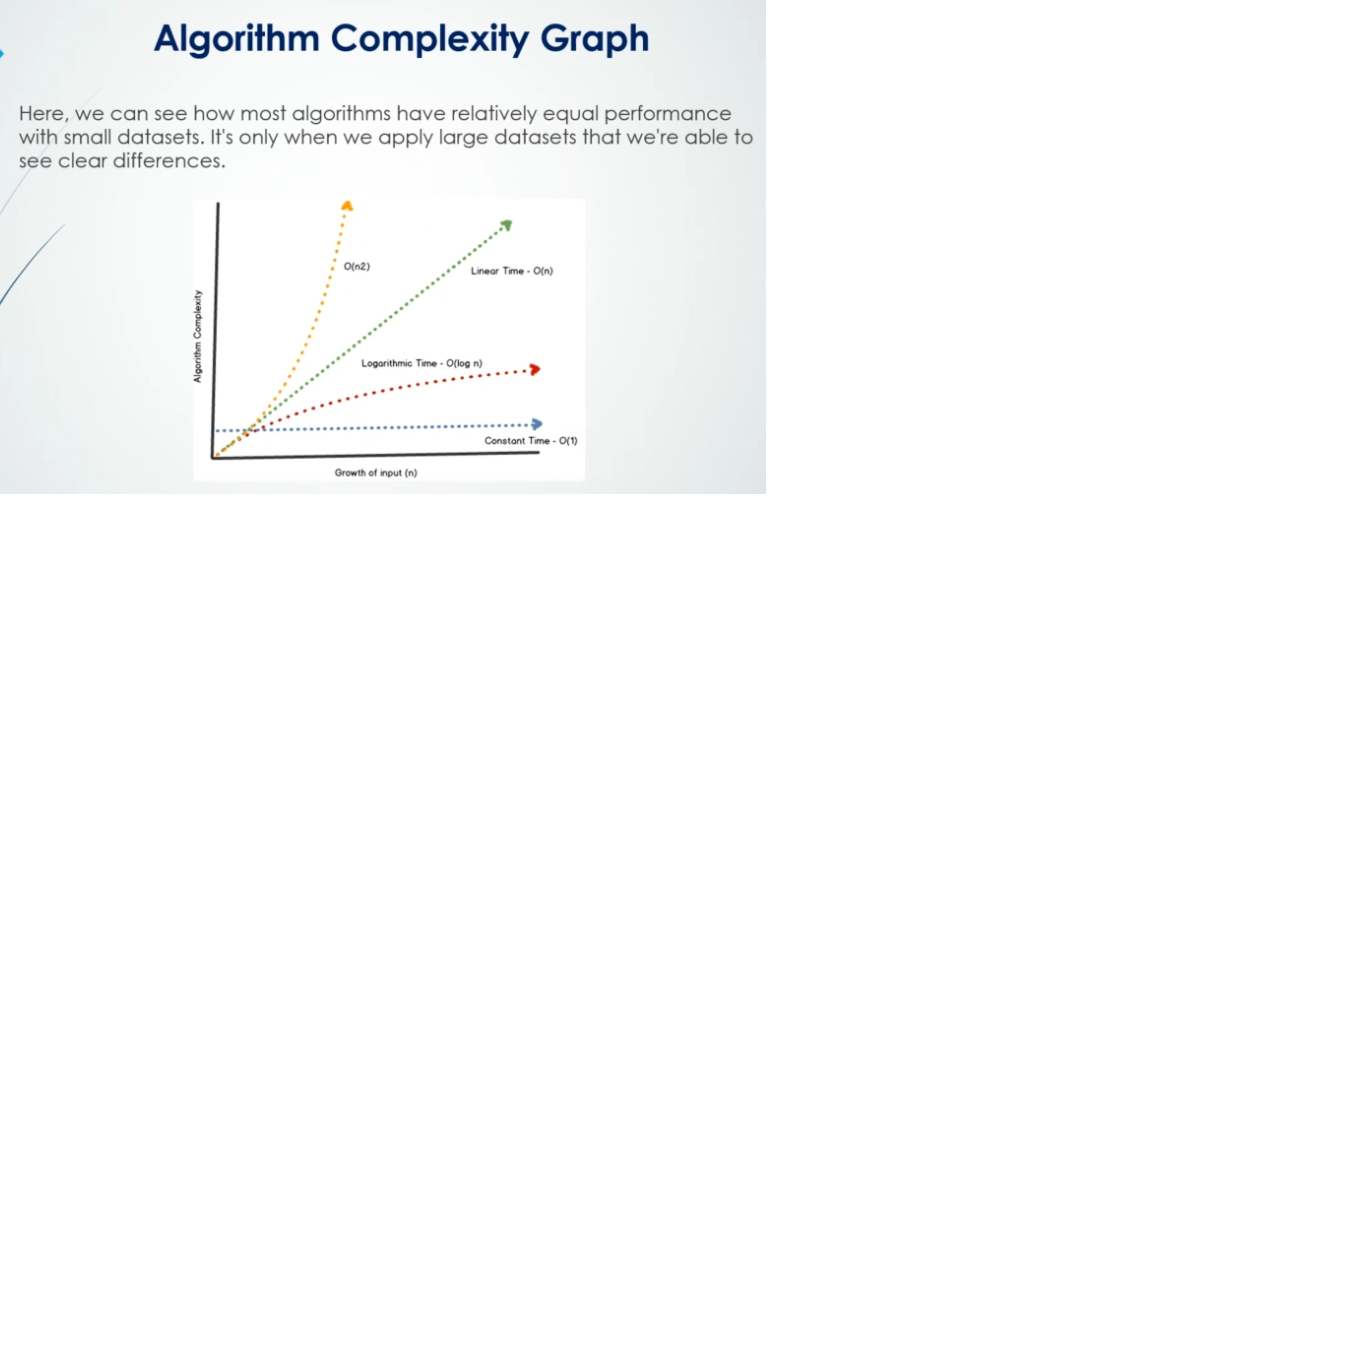 Algorithm Complexity Graph
Here, we can see how most algorithms have relatively equal performance
with small datasets. It's only when we apply large datasets that we're able to
see clear differences.
O(n2)
Linear Time - O(n)
Algorithm Complexity
Logarithmic Time - O(log n)
Constant Time - O(1)
Growth of input (n)